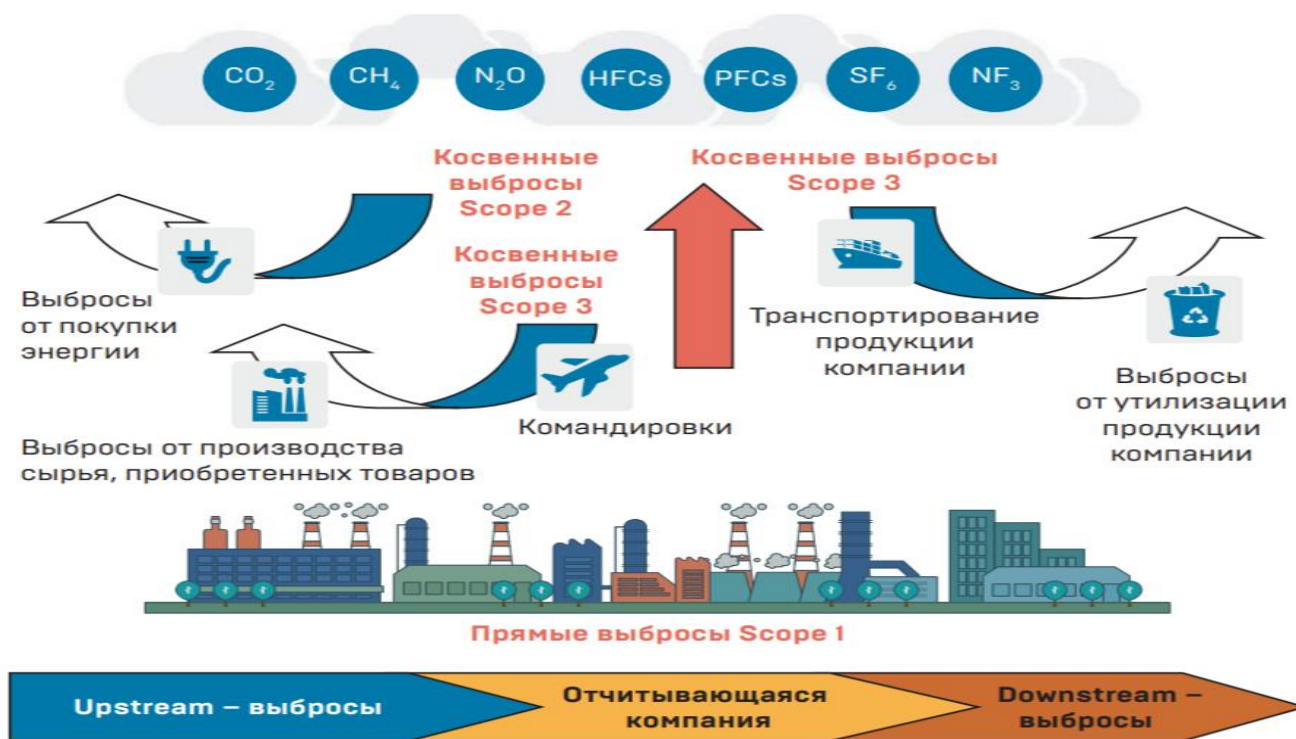 CO₂ CH₄ N₂O HFCs PFCs SF₆ NF₃
Косвенные
выбросы
Scope 2
Косвенные выбросы
Scope 3
Косвенные
выбросы
Scope 3
Выбросы
от покупки
энергии
Транспортирование
продукции
компании
Выбросы
от утилизации
продукции
компании
Командировки
Выбросы от производства
сырья, приобретенных товаров
Прямые выбросы Scope 1
Upstream – выбросы
Отчитывающаяся
компания
Downstream –
выбросы